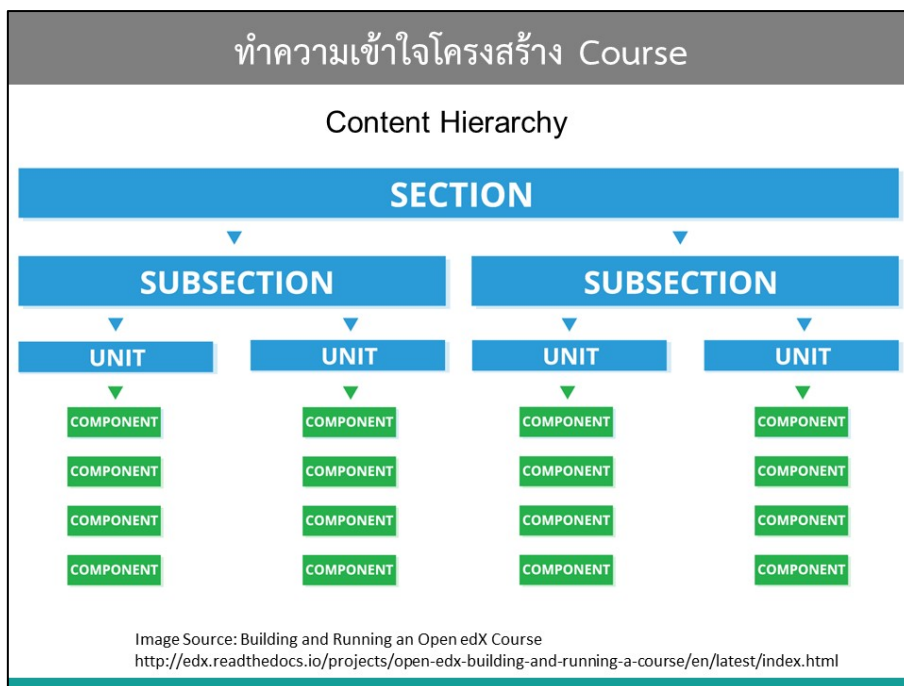 ทำความเข้าใจโครงสร้าง Course
Content Hierarchy
SECTION
SUBSECTION SUBSECTION
UNIT UNIT UNIT UNIT
COMPONENT COMPONENT COMPONENT COMPONENT
COMPONENT COMPONENT COMPONENT COMPONENT
COMPONENT COMPONENT COMPONENT COMPONENT
COMPONENT COMPONENT COMPONENT COMPONENT
Image Source: Building and Running an Open edX Course
http://edx.readthedocs.io/projects/open-edx-building-and-running-a-course/en/latest/index.html